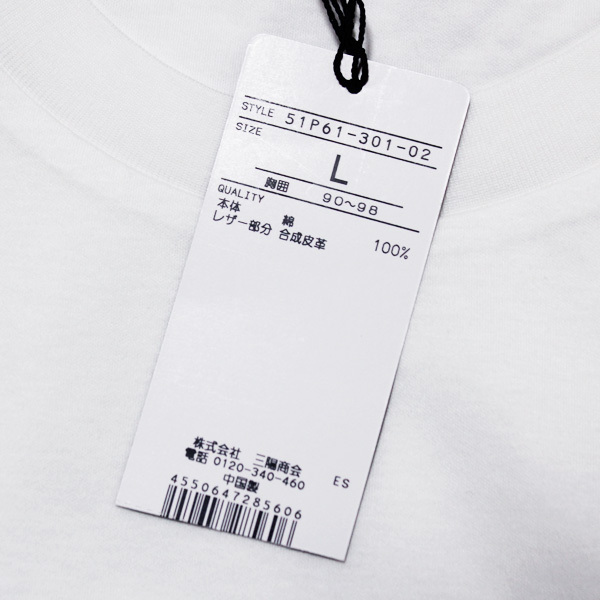 STYLE 51P61-301-02
SIZE
L
胸囲 90～98
QUALITY
本体 綿 100%
レザー部分 合成皮革
株式会社 三陽商会
電話 0120-340-460
中国製 ES
4550647285606